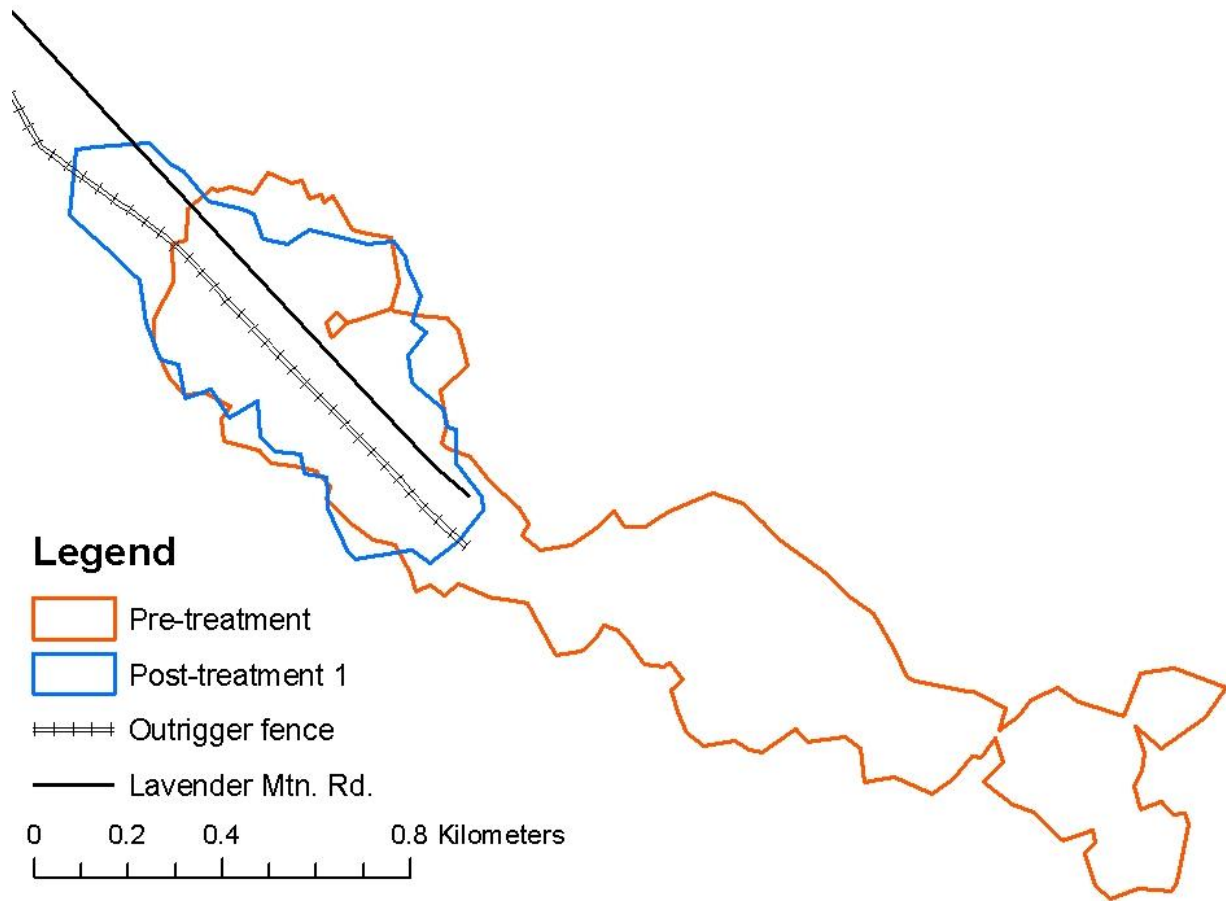 Legend
Pre-treatment
Post-treatment 1
Outrigger fence
Lavender Mtn. Rd.
0 0.2 0.4 0.8 Kilometers